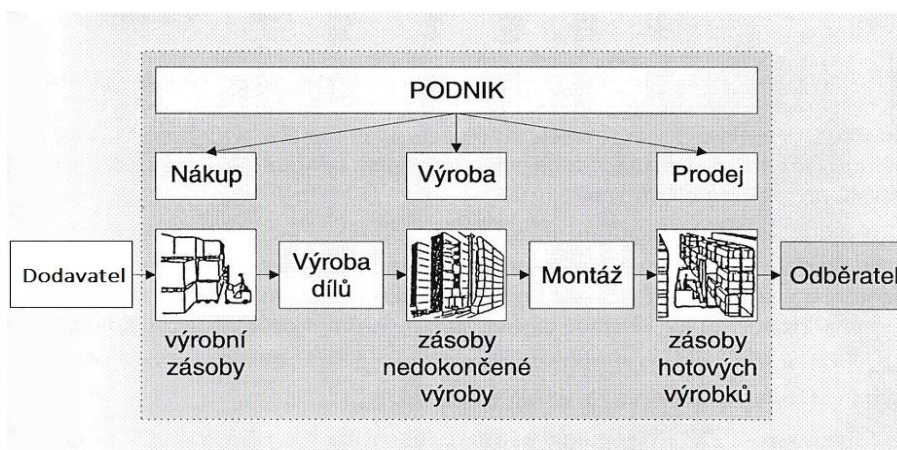 PODNIK
Nákup
Výroba
Prodej
Dodavatel
Výroba
dílů
Montáž
Odběratel
výrobní
zásoby
zásoby
nedokončené
výroby
zásoby
hotových
výrobků